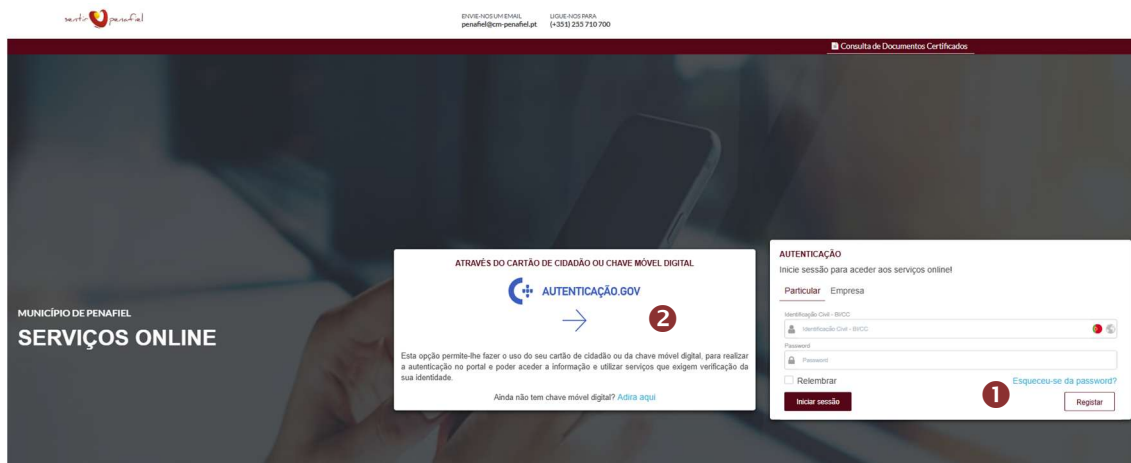 sentir penafiel
ENVIE-NOS UM EMAIL
penafiel@cm-penafiel.pt
LIGUE-NOS PARA
(+351) 255 710 700
Consulta de Documentos Certificados
MUNICÍPIO DE PENAFIEL
SERVIÇOS ONLINE
ATRAVÉS DO CARTÃO DE CIDADÃO OU CHAVE MÓVEL DIGITAL
AUTENTICAÇÃO.GOV
2
Esta opção permite-lhe fazer o uso do seu cartão de cidadão ou da chave móvel digital, para realizar
a autenticação no portal e poder aceder a informação e utilizar serviços que exigem verificação da
sua identidade.
Ainda não tem chave móvel digital? Adira aqui
AUTENTICAÇÃO
Inicie sessão para aceder aos serviços online!
Particular Empresa
Identificação Civil - BI/CC
Identificação Civil - BI/CC
Password
Password
Relembrar
Esqueceu-se da password?
1
Iniciar sessão
Registar